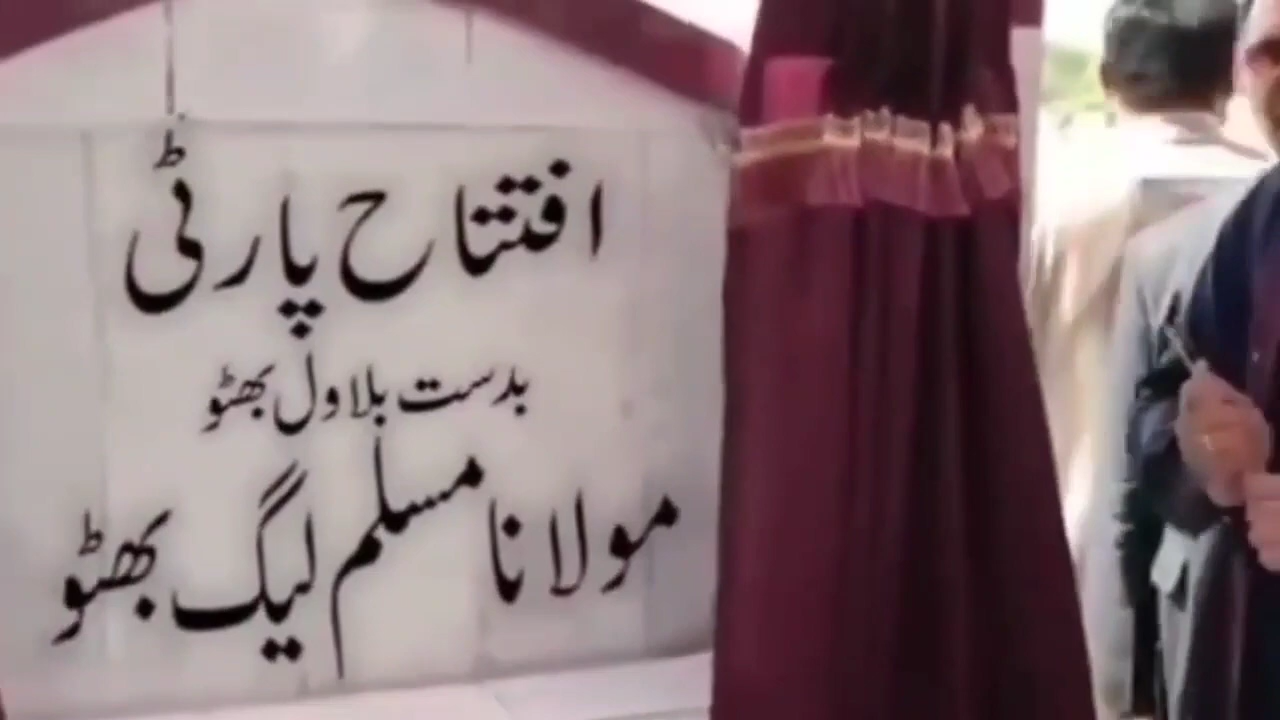 افتتاح پارٹی
بدست بلاول بھٹو
مولانا مسلم لیگ بھٹو